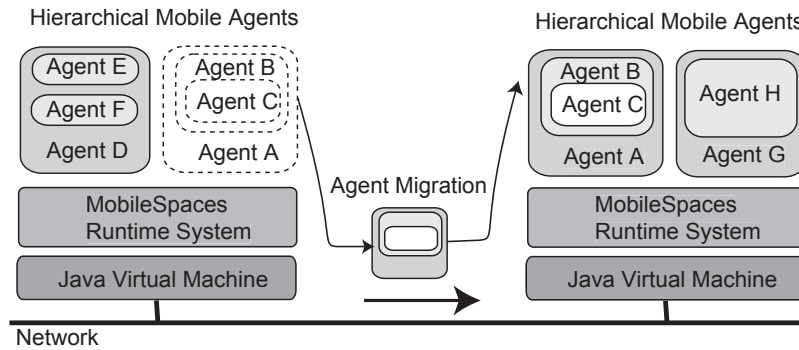 Hierarchical Mobile Agents
Agent E
Agent F
Agent D
Agent B
Agent C
Agent A
MobileSpaces
Runtime System
Java Virtual Machine
Agent Migration
Hierarchical Mobile Agents
Agent B
Agent C
Agent A
Agent H
Agent G
MobileSpaces
Runtime System
Java Virtual Machine
Network